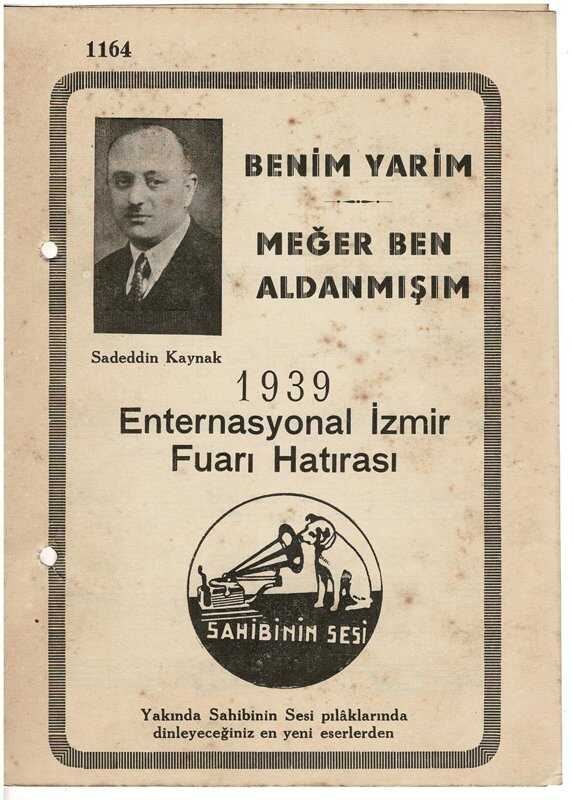 1164
BENİM YARİM
MEĞER BEN
ALDANMIŞIM
Sadeddin Kaynak
1939
Enternasyonal İzmir
Fuarı Hatırası
SAHİBİNİN SESİ
Yakında Sahibinin Sesi pılâklarında
dinleyeceğiniz en yeni eserlerden